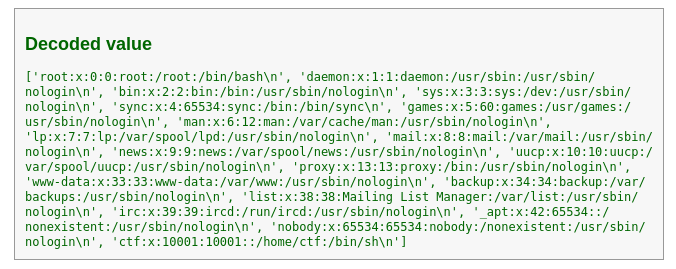 Decoded value
['root:x:0:0:root:/root:/bin/bash\n', 'daemon:x:1:1:daemon:/usr/sbin:/usr/sbin/
nologin\n', 'bin:x:2:2:bin:/bin:/usr/sbin/nologin\n', 'sys:x:3:3:sys:/dev:/usr/sbin/
nologin\n', 'sync:x:4:65534:sync:/bin:/bin/sync\n', 'games:x:5:60:games:/usr/games:/
usr/sbin/nologin\n', 'man:x:6:12:man:/var/cache/man:/usr/sbin/nologin\n',
'lp:x:7:7:lp:/var/spool/lpd:/usr/sbin/nologin\n', 'mail:x:8:8:mail:/var/mail:/usr/sbin/
nologin\n', 'news:x:9:9:news:/var/spool/news:/usr/sbin/nologin\n', 'uucp:x:10:10:uucp:/
var/spool/uucp:/usr/sbin/nologin\n', 'proxy:x:13:13:proxy:/bin:/usr/sbin/nologin\n',
'www-data:x:33:33:www-data:/var/www:/usr/sbin/nologin\n', 'backup:x:34:34:backup:/var/
backups:/usr/sbin/nologin\n', 'list:x:38:38:Mailing List Manager:/var/list:/usr/sbin/
nologin\n', 'irc:x:39:39:ircd:/run/ircd:/usr/sbin/nologin\n', '_apt:x:42:65534::/
nonexistent:/usr/sbin/nologin\n', 'nobody:x:65534:65534:nobody:/nonexistent:/usr/sbin/
nologin\n', 'ctf:x:10001:10001::/home/ctf:/bin/sh\n']